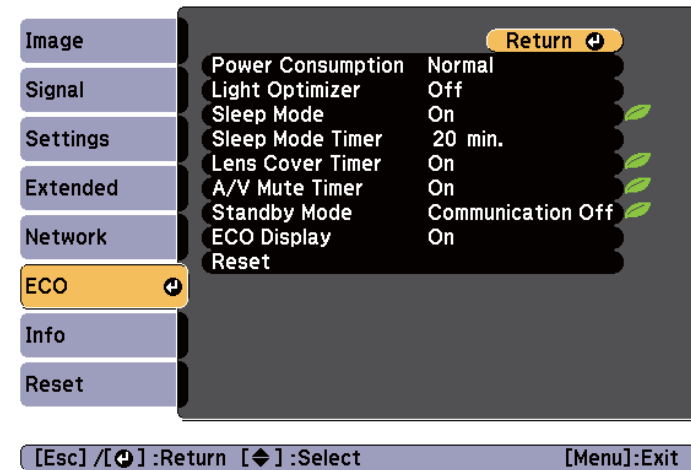 Image
Signal
Settings
Extended
Network
ECO
Info
Reset
Return
Power Consumption Normal
Light Optimizer Off
Sleep Mode On
Sleep Mode Timer 20 min.
Lens Cover Timer On
A/V Mute Timer On
Standby Mode Communication Off
ECO Display On
Reset
[Esc] /[⏎] :Return [◆] :Select [Menu]:Exit